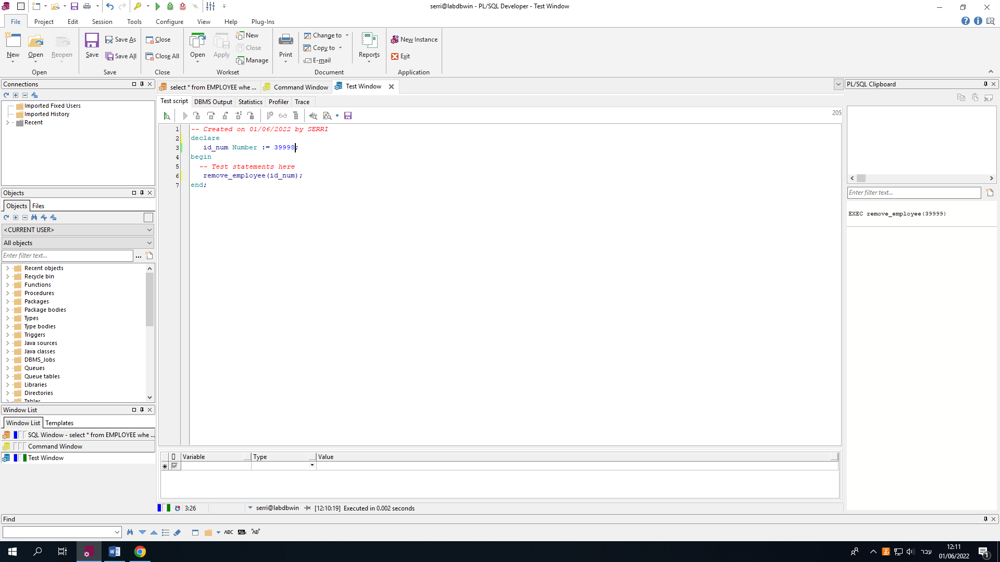 serri@labdbwin - PL/SQL Developer - Test Window
File Project Edit Session Tools Configure View Help Plug-Ins
New Open Reopen
Open
Save Save As Save All
Save
Close Close All
Close
Open Apply New Close Manage
Workset
Print Change to Copy to E-mail Reports
Document
New Instance
Exit
Application
Connections
Imported Fixed Users
Imported History
Recent
Objects
Objects Files
<CURRENT USER>
All objects
Enter filter text...
...
Recent objects
Recycle bin
Functions
Procedures
Packages
Package bodies
Types
Type bodies
Triggers
Java sources
Java classes
DBMS_Jobs
Queues
Queue tables
Libraries
Directories
Tables
Window List
Window List Templates
SQL Window - select * from EMPLOYEE whe ...
Command Window
Test Window
select * from EMPLOYEE whe ... Command Window Test Window
Test script DBMS Output Statistics Profiler Trace
205
1 -- Created on 01/06/2022 by SERRI
2 declare
3 id_num Number := 39998;
4 begin
5 -- Test statements here
6 remove_employee(id_num);
7 end;
Variable Type Value
3:26 serri@labdbwin [12:10:19] Executed in 0.002 seconds
PL/SQL Clipboard
Enter filter text...
EXEC remove_employee(39999)
Find
ABC AB: "AB"
עבר
12:11
01/06/2022
1